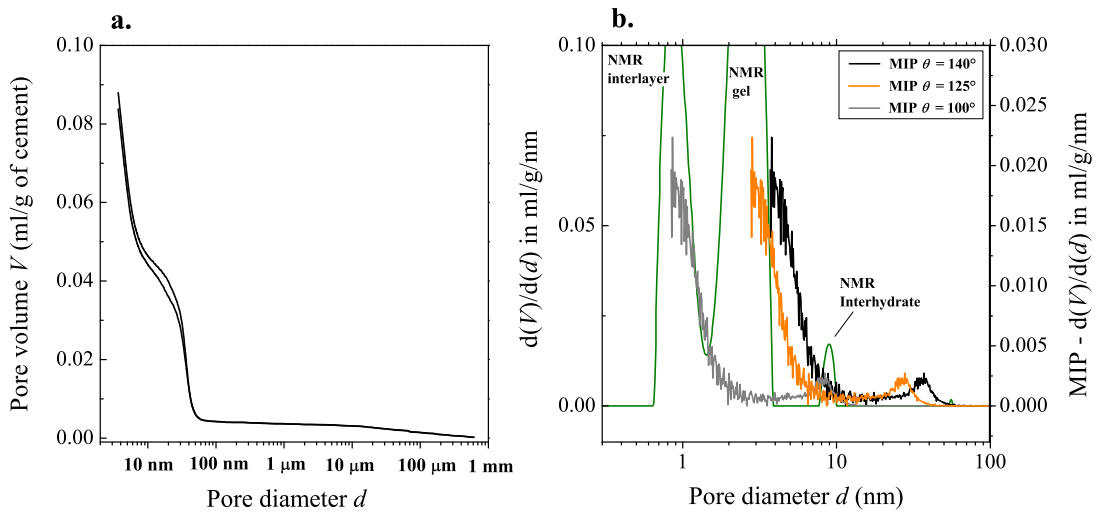 a.
Pore volume V (ml/g of cement)
0.10
0.08
0.06
0.04
0.02
0.00
10 nm 100 nm 1 μm 10 μm 100 μm 1 mm
Pore diameter d
b.
d(V)/d(d) in ml/g/nm
0.10
0.05
0.00
NMR
interlayer
NMR
gel
NMR
Interhydrate
MIP θ = 140°
MIP θ = 125°
MIP θ = 100°
0.030
0.025
0.020
0.015
0.010
0.005
0.000
MIP - d(V)/d(d) in ml/g/nm
1 10 100
Pore diameter d (nm)